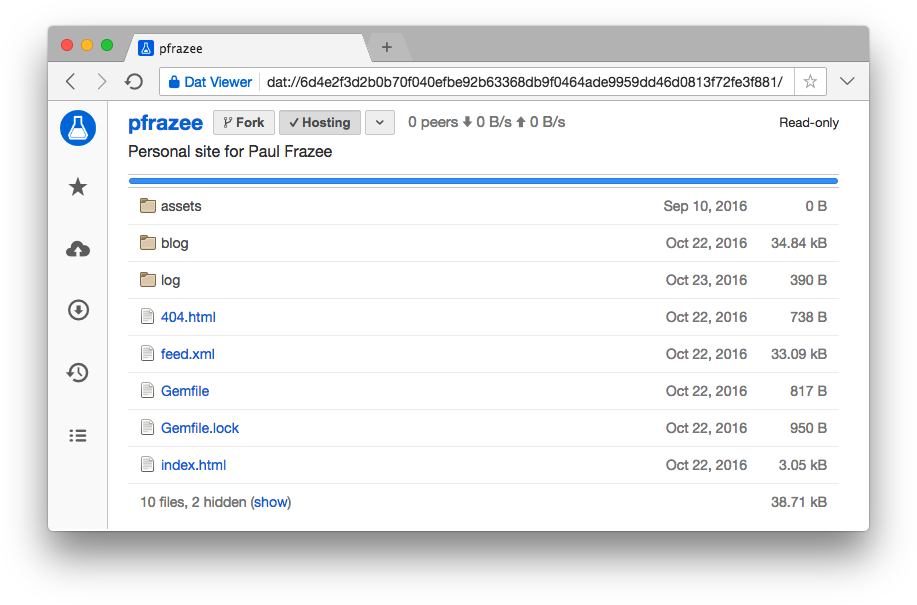 pfrazee
Dat Viewer dat://6d4e2f3d2b0b70f040efbe92b63368db9f0464ade9959dd46d0813f72fe3f881/
pfrazee Fork Hosting 0 peers 0 B/s 0 B/s Read-only
Personal site for Paul Frazee
assets Sep 10, 2016 0 B
blog Oct 22, 2016 34.84 kB
log Oct 23, 2016 390 B
404.html Oct 22, 2016 738 B
feed.xml Oct 22, 2016 33.09 kB
Gemfile Oct 22, 2016 817 B
Gemfile.lock Oct 22, 2016 950 B
index.html Oct 22, 2016 3.05 kB
10 files, 2 hidden (show) 38.71 kB